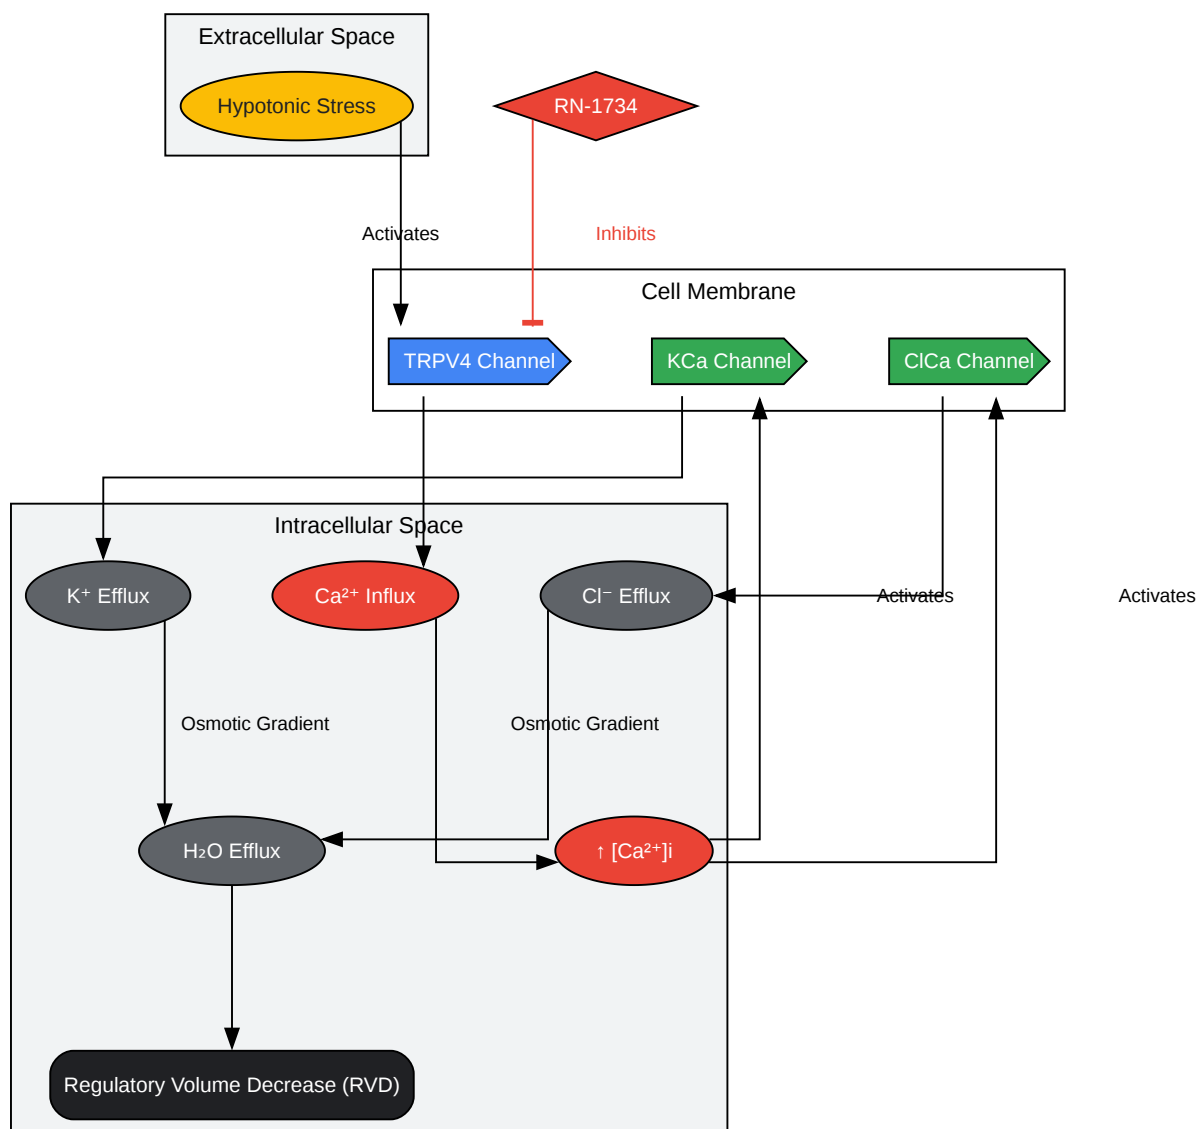 Extracellular Space
Hypotonic Stress
RN-1734
Activates
Inhibits
Cell Membrane
TRPV4 Channel
KCa Channel
ClCa Channel
Intracellular Space
K⁺ Efflux
Ca²⁺ Influx
Cl⁻ Efflux
Activates
Activates
Osmotic Gradient
Osmotic Gradient
H₂O Efflux
↑ [Ca²⁺]i
Regulatory Volume Decrease (RVD)